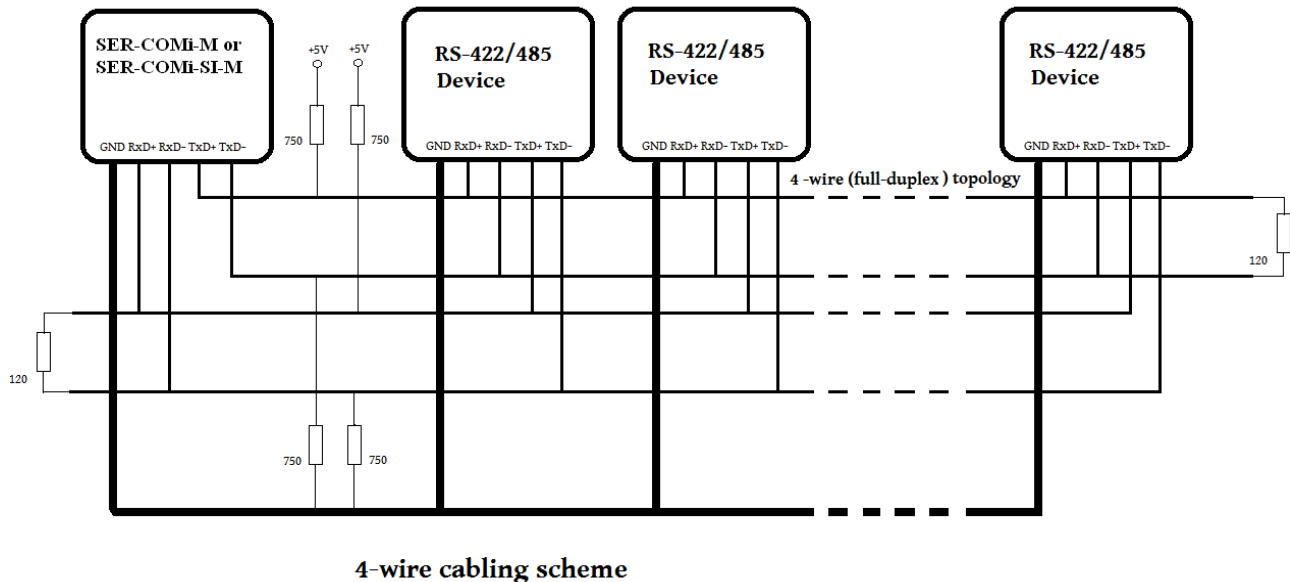 SER-COMi-M or
SER-COMi-SI-M
+5V
+5V
RS-422/485
Device
RS-422/485
Device
RS-422/485
Device
750
750
GND RxD+ RxD- TxD+ TxD-
GND RxD+ RxD- TxD+ TxD-
GND RxD+ RxD- TxD+ TxD-
GND RxD+ RxD- TxD+ TxD-
4 -wire (full-duplex ) topology
120
120
750
750
4-wire cabling scheme